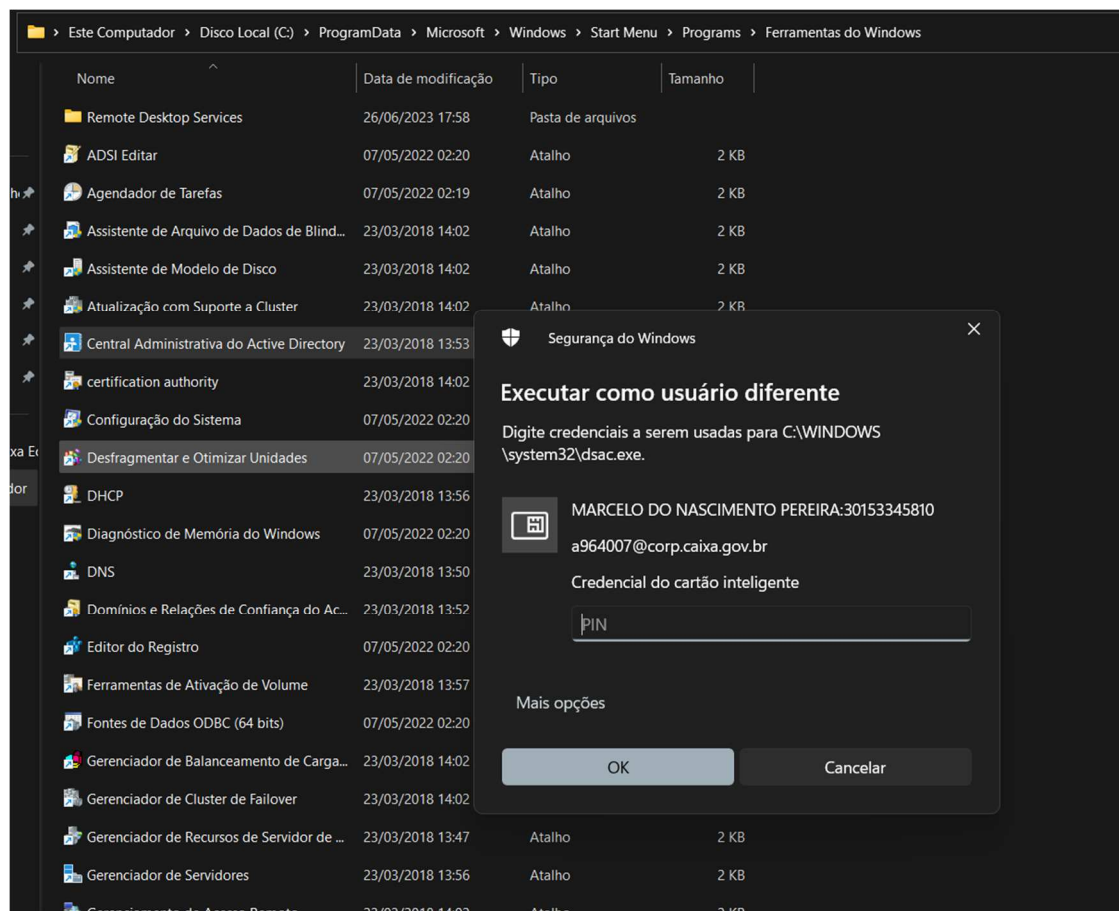 Este Computador > Disco Local (C:) > ProgramData > Microsoft > Windows > Start Menu > Programs > Ferramentas do Windows
Nome Data de modificação Tipo Tamanho
Remote Desktop Services 26/06/2023 17:58 Pasta de arquivos
ADSI Editar 07/05/2022 02:20 Atalho 2 KB
Agendador de Tarefas 07/05/2022 02:19 Atalho 2 KB
Assistente de Arquivo de Dados de Blind... 23/03/2018 14:02 Atalho 2 KB
Assistente de Modelo de Disco 23/03/2018 14:02 Atalho 2 KB
Atualização com Suporte a Cluster 23/03/2018 14:02 Atalho 2 KB
Central Administrativa do Active Directory 23/03/2018 13:53
certification authority 23/03/2018 14:02
Configuração do Sistema 07/05/2022 02:20
Desfragmentar e Otimizar Unidades 07/05/2022 02:20
DHCP 23/03/2018 13:56
Diagnóstico de Memória do Windows 07/05/2022 02:20
DNS 23/03/2018 13:50
Domínios e Relações de Confiança do Ac... 23/03/2018 13:52
Editor do Registro 07/05/2022 02:20
Ferramentas de Ativação de Volume 23/03/2018 13:57
Fontes de Dados ODBC (64 bits) 07/05/2022 02:20
Gerenciador de Balanceamento de Carga... 23/03/2018 14:02
Gerenciador de Cluster de Failover 23/03/2018 14:02
Gerenciador de Recursos de Servidor de ... 23/03/2018 13:47 Atalho 2 KB
Gerenciador de Servidores 23/03/2018 13:56 Atalho 2 KB
Segurança do Windows
Executar como usuário diferente
Digite credenciais a serem usadas para C:\WINDOWS
\system32\dsac.exe.
MARCELO DO NASCIMENTO PEREIRA:30153345810
a964007@corp.caixa.gov.br
Credencial do cartão inteligente
PIN
Mais opções
OK Cancelar